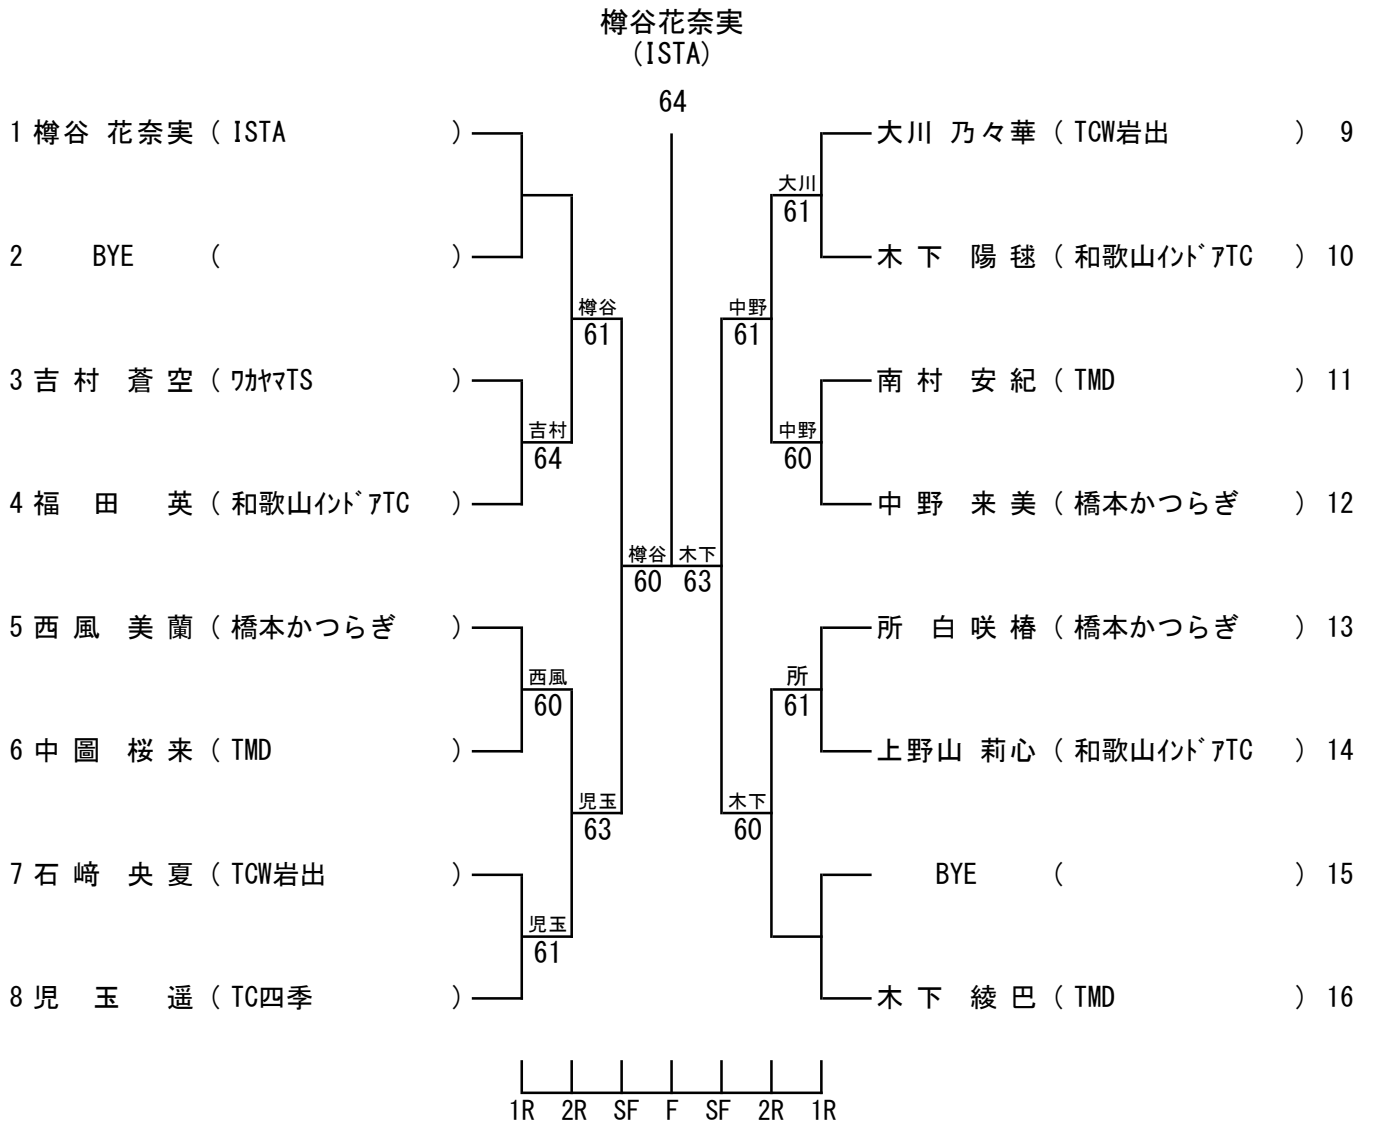 樽谷花奈実
(ISTA)
64
1 樽谷 花奈実 ( ISTA )
大川 乃々華 ( TCW岩出 ) 9
大川
61
2 BYE ( )
木下 陽毬 ( 和歌山ｲﾝﾄﾞｱTC ) 10
樽谷
61
中野
61
3 吉村 蒼空 ( ﾜｶﾔﾏTS )
南村 安紀 ( TMD ) 11
吉村
64
中野
60
4 福田 英 ( 和歌山ｲﾝﾄﾞｱTC )
中野 来美 ( 橋本かつらぎ ) 12
樽谷 木下
60 63
5 西風 美蘭 ( 橋本かつらぎ )
所 白咲椿 ( 橋本かつらぎ ) 13
西風
60
所
61
6 中圖 桜来 ( TMD )
上野山 莉心 ( 和歌山ｲﾝﾄﾞｱTC ) 14
児玉
63
木下
60
7 石﨑 央夏 ( TCW岩出 )
BYE ( ) 15
児玉
61
8 児玉 遥 ( TC四季 )
木下 綾巴 ( TMD ) 16
1R 2R SF F SF 2R 1R